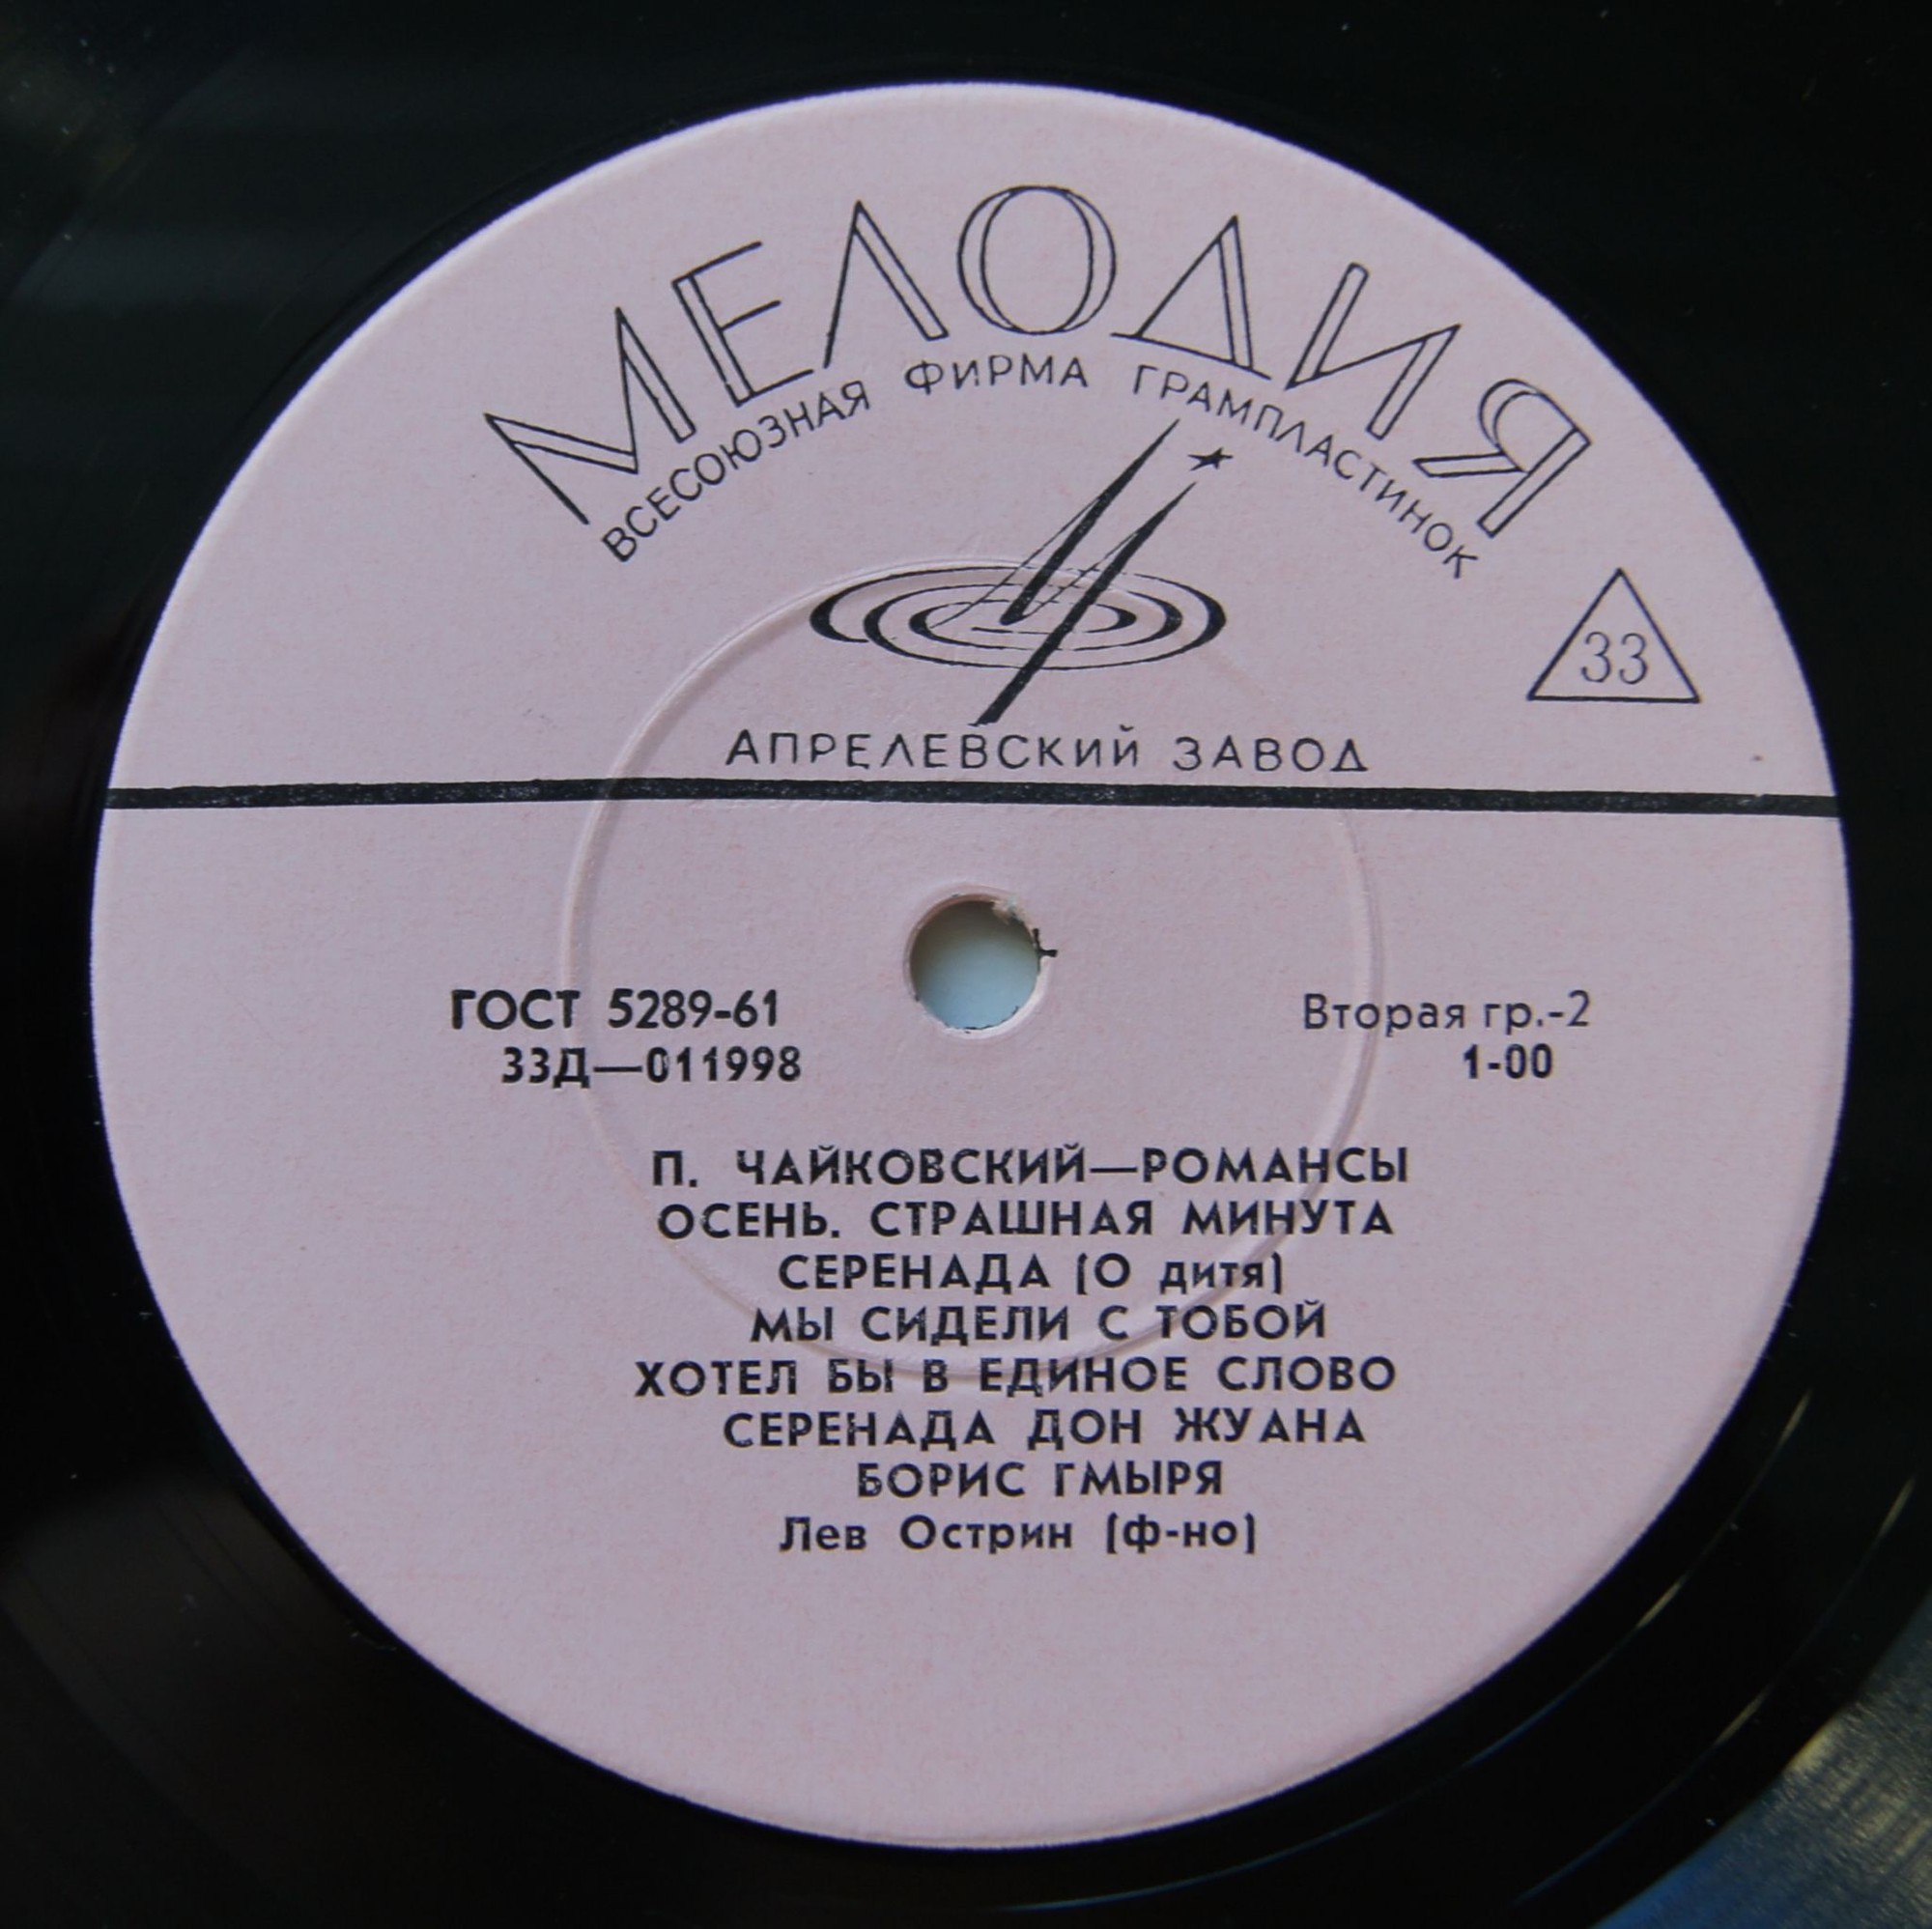 МЕЛОДИЯ
ВСЕСОЮЗНАЯ ФИРМА ГРАМПЛАСТИНОК
33
АПРЕЛЕВСКИЙ ЗАВОД
ГОСТ 5289-61
Вторая гр.-2
33Д—011998
1-00
П. ЧАЙКОВСКИЙ—РОМАНСЫ
ОСЕНЬ. СТРАШНАЯ МИНУТА
СЕРЕНАДА (О дитя)
МЫ СИДЕЛИ С ТОБОЙ
ХОТЕЛ БЫ В ЕДИНОЕ СЛОВО
СЕРЕНАДА ДОН ЖУАНА
БОРИС ГМЫРЯ
Лев Острин (ф-но)